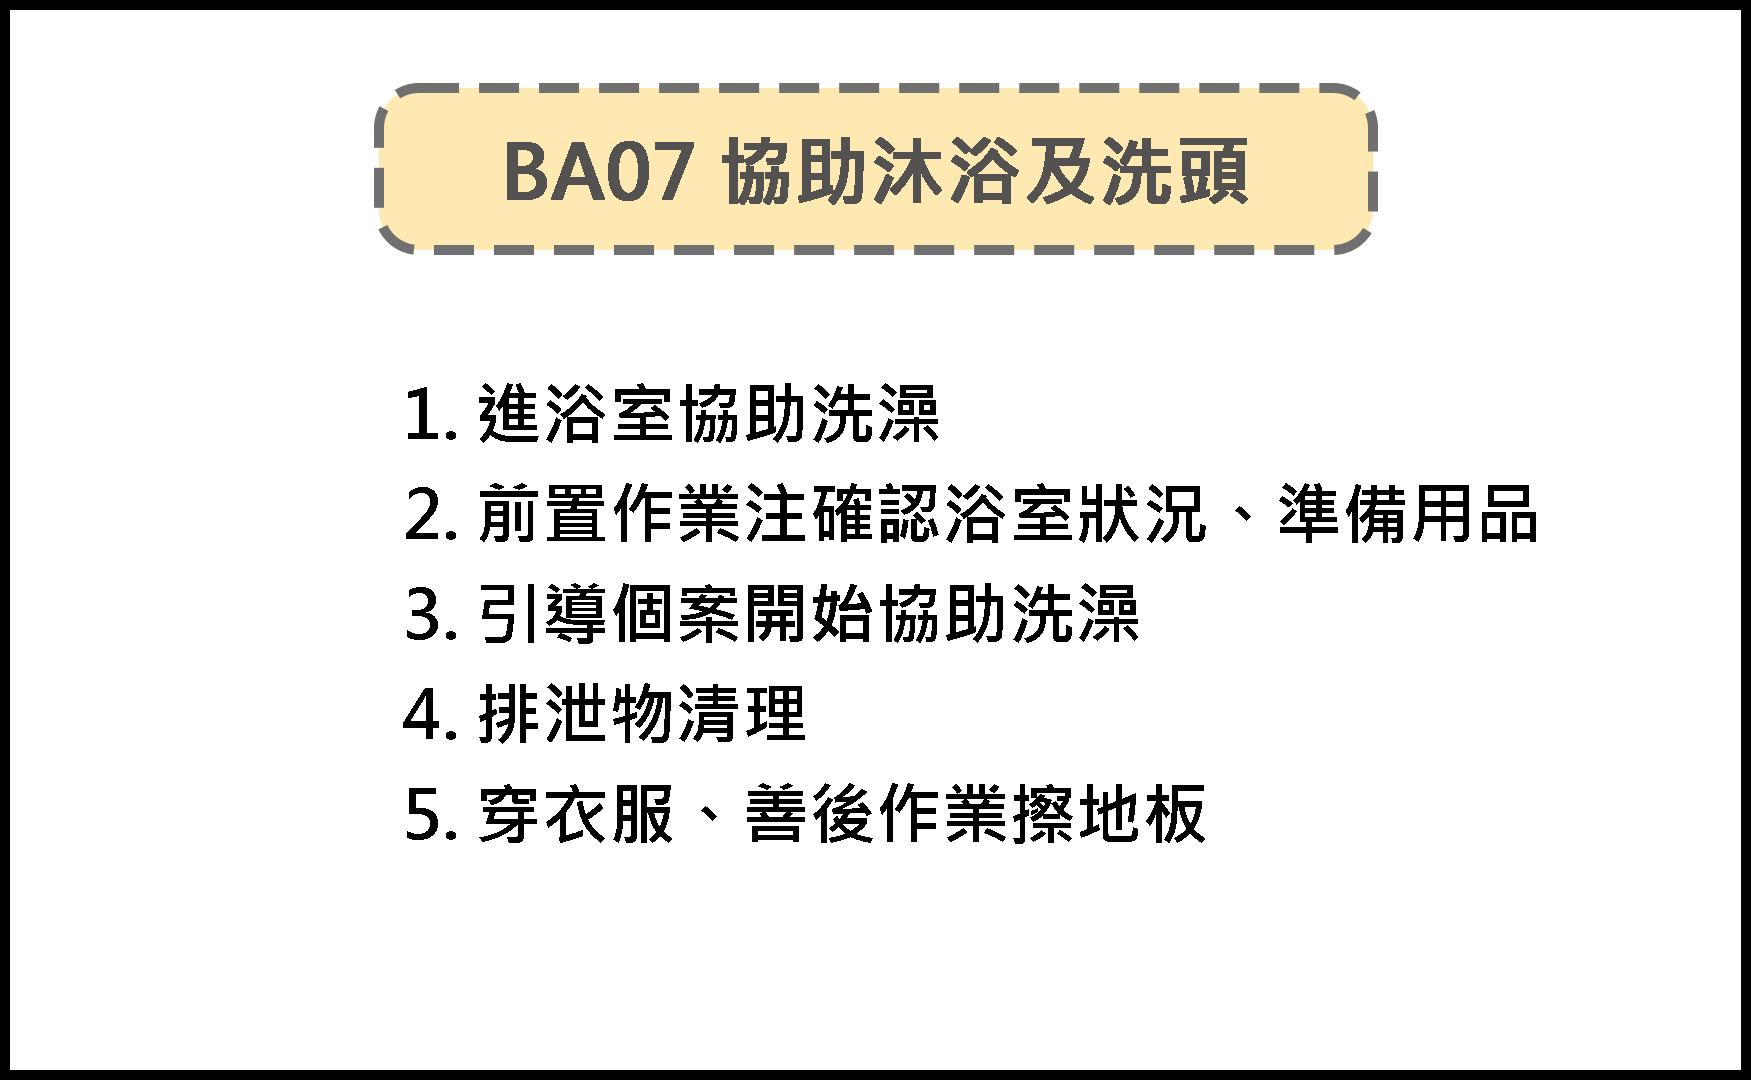 BA07 協助沐浴及洗頭
1. 進浴室協助洗澡
2. 前置作業注確認浴室狀況、準備用品
3. 引導個案開始協助洗澡
4. 排泄物清理
5. 穿衣服、善後作業擦地板